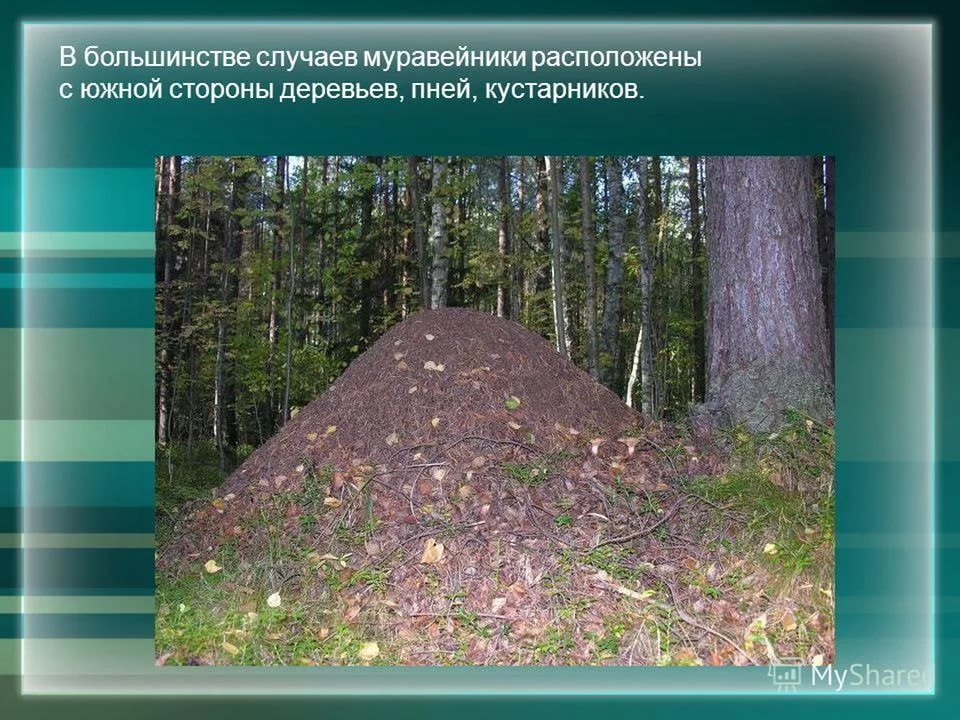 В большинстве случаев муравейники расположены
с южной стороны деревьев, пней, кустарников.
MyShared